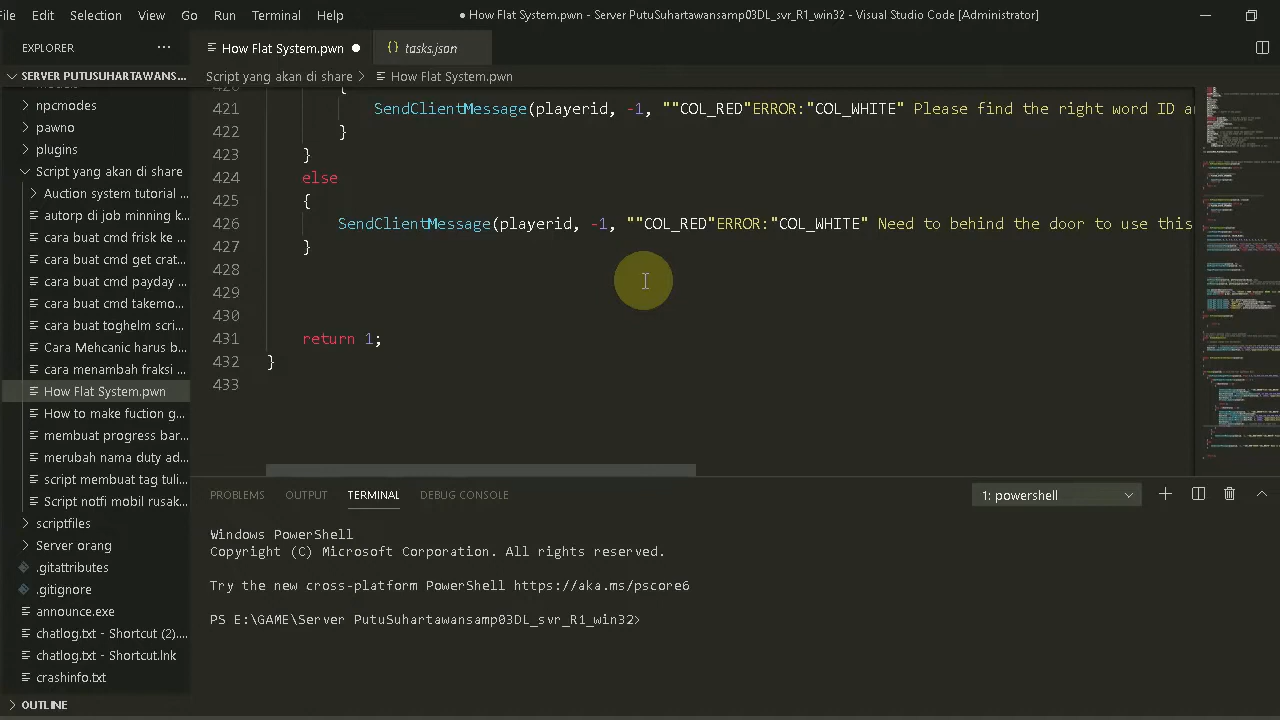 File Edit Selection View Go Run Terminal Help ● How Flat System.pwn - Server PutuSuhartawansamp03DL_svr_R1_win32 - Visual Studio Code [Administrator]
EXPLORER ...
How Flat System.pwn ●
{} tasks.json
SERVER PUTUSUHARTAWANS...
Script yang akan di share > How Flat System.pwn
npcmodes
pawno
plugins
Script yang akan di share
Auction system tutorial ...
autorp di job minning k...
cara buat cmd frisk ke ...
cara buat cmd get crat...
cara buat cmd payday ...
cara buat cmd takemo...
cara buat toghelm scri...
Cara Mehcanic harus b...
cara menambah fraksi ...
How Flat System.pwn
How to make fuction g...
membuat progress bar...
merubah nama duty ad...
script membuat tag tuli...
Script notfi mobil rusak...
scriptfiles
Server orang
.gitattributes
.gitignore
announce.exe
chatlog.txt - Shortcut (2)....
chatlog.txt - Shortcut.lnk
crashinfo.txt
OUTLINE
420 {
421 SendClientMessage(playerid, -1, ""COL_RED"ERROR:"COL_WHITE" Please find the right word ID a
422 }
423 }
424 else
425 {
426 SendClientMessage(playerid, -1, ""COL_RED"ERROR:"COL_WHITE" Need to behind the door to use this
427 }
428
429
430
431 return 1;
432 }
433
PROBLEMS OUTPUT TERMINAL DEBUG CONSOLE 1: powershell
Windows PowerShell
Copyright (C) Microsoft Corporation. All rights reserved.
Try the new cross-platform PowerShell https://aka.ms/pscore6
PS E:\GAME\Server PutuSuhartawansamp03DL_svr_R1_win32>